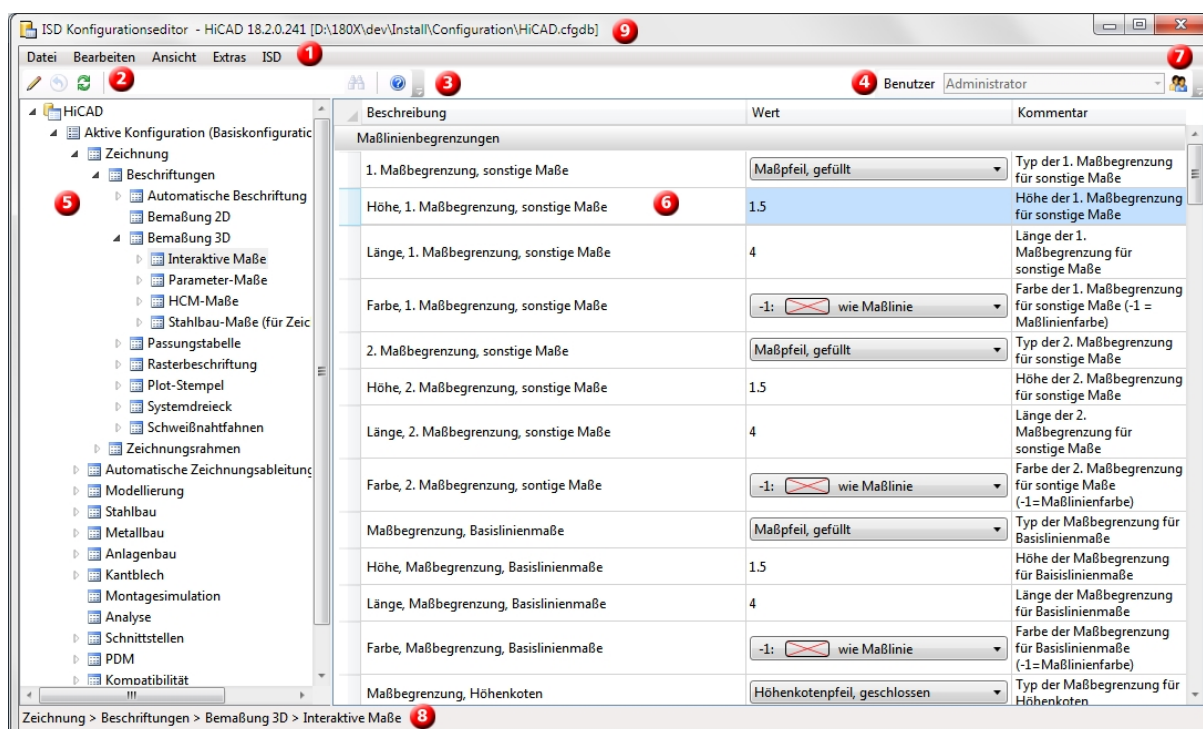 ISD Konfigurationseditor - HiCAD 18.2.0.241 [D:\180X\dev\Install\Configuration\HiCAD.cfgdb]
9
Datei Bearbeiten Ansicht Extras ISD
1
7
2
3
4
Benutzer Administrator
HiCAD
Aktive Konfiguration (Basiskonfiguratic
Zeichnung
Beschriftungen
5
Automatische Beschriftung
Bemaßung 2D
Bemaßung 3D
Interaktive Maße
Parameter-Maße
HCM-Maße
Stahlbau-Maße (für Zeic
Passungstabelle
Rasterbeschriftung
Plot-Stempel
Systemdreieck
Schweißnahtfahnen
Zeichnungsrahmen
Automatische Zeichnungsableitung
Modellierung
Stahlbau
Metallbau
Anlagenbau
Kantblech
Montagesimulation
Analyse
Schnittstellen
PDM
Kompatibilität
Beschreibung Wert Kommentar
Maßlinienbegrenzungen
1. Maßbegrenzung, sonstige Maße
Maßpfeil, gefüllt
Typ der 1. Maßbegrenzung
für sonstige Maße
Höhe, 1. Maßbegrenzung, sonstige Maße
6
1.5
Höhe der 1. Maßbegrenzung
für sonstige Maße
Länge, 1. Maßbegrenzung, sonstige Maße
4
Länge der 1.
Maßbegrenzung für
sonstige Maße
Farbe, 1. Maßbegrenzung, sonstige Maße
-1: wie Maßlinie
Farbe der 1. Maßbegrenzung
für sonstige Maße (-1 =
Maßlinienfarbe)
2. Maßbegrenzung, sonstige Maße
Maßpfeil, gefüllt
Typ der 2. Maßbegrenzung
für sonstige Maße
Höhe, 2. Maßbegrenzung, sonstige Maße
1.5
Höhe der 2. Maßbegrenzung
für sonstige Maße
Länge, 2. Maßbegrenzung, sonstige Maße
4
Länge der 2.
Maßbegrenzung für
sonstige Maße
Farbe, 2. Maßbegrenzung, sontige Maße
-1: wie Maßlinie
Farbe der 2. Maßbegrenzung
für sontige Maße
(-1=Maßlinienfarbe)
Maßbegrenzung, Basislinienmaße
Maßpfeil, gefüllt
Typ der Maßbegrenzung für
Basislinienmaße
Höhe, Maßbegrenzung, Basislinienmaße
1.5
Höhe der Maßbegrenzung
für Baisislinienmaße
Länge, Maßbegrenzung, Basislinienmaße
4
Länge der Maßbegrenzung
für Basislinienmaße
Farbe, Maßbegrenzung, Basislinienmaße
-1: wie Maßlinie
Farbe der Maßbegrenzung
für Basislinienmaße
(-1=Maßlinienfarbe)
Maßbegrenzung, Höhenkoten
Höhenkotenpfeil, geschlossen
Typ der Maßbegrenzung für
Höhenkoten
Zeichnung > Beschriftungen > Bemaßung 3D > Interaktive Maße
8